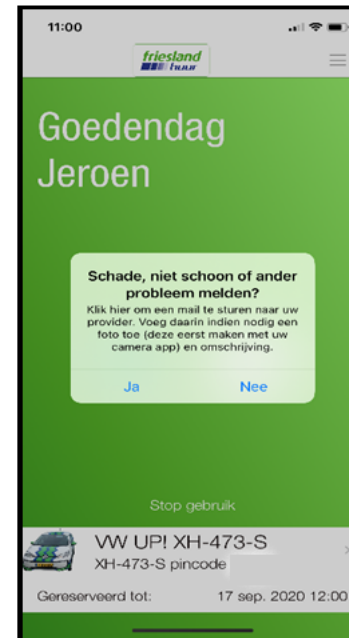 11:00
friesland
huur
Goedendag
Jeroen
Schade, niet schoon of ander
probleem melden?
Klik hier om een mail te sturen naar uw
provider. Voeg daarin indien nodig een
foto toe (deze eerst maken met uw
camera app) en omschrijving.
Ja Nee
Stop gebruik
VW UP! XH-473-S
XH-473-S pincode
Gereserveerd tot: 17 sep. 2020 12:00